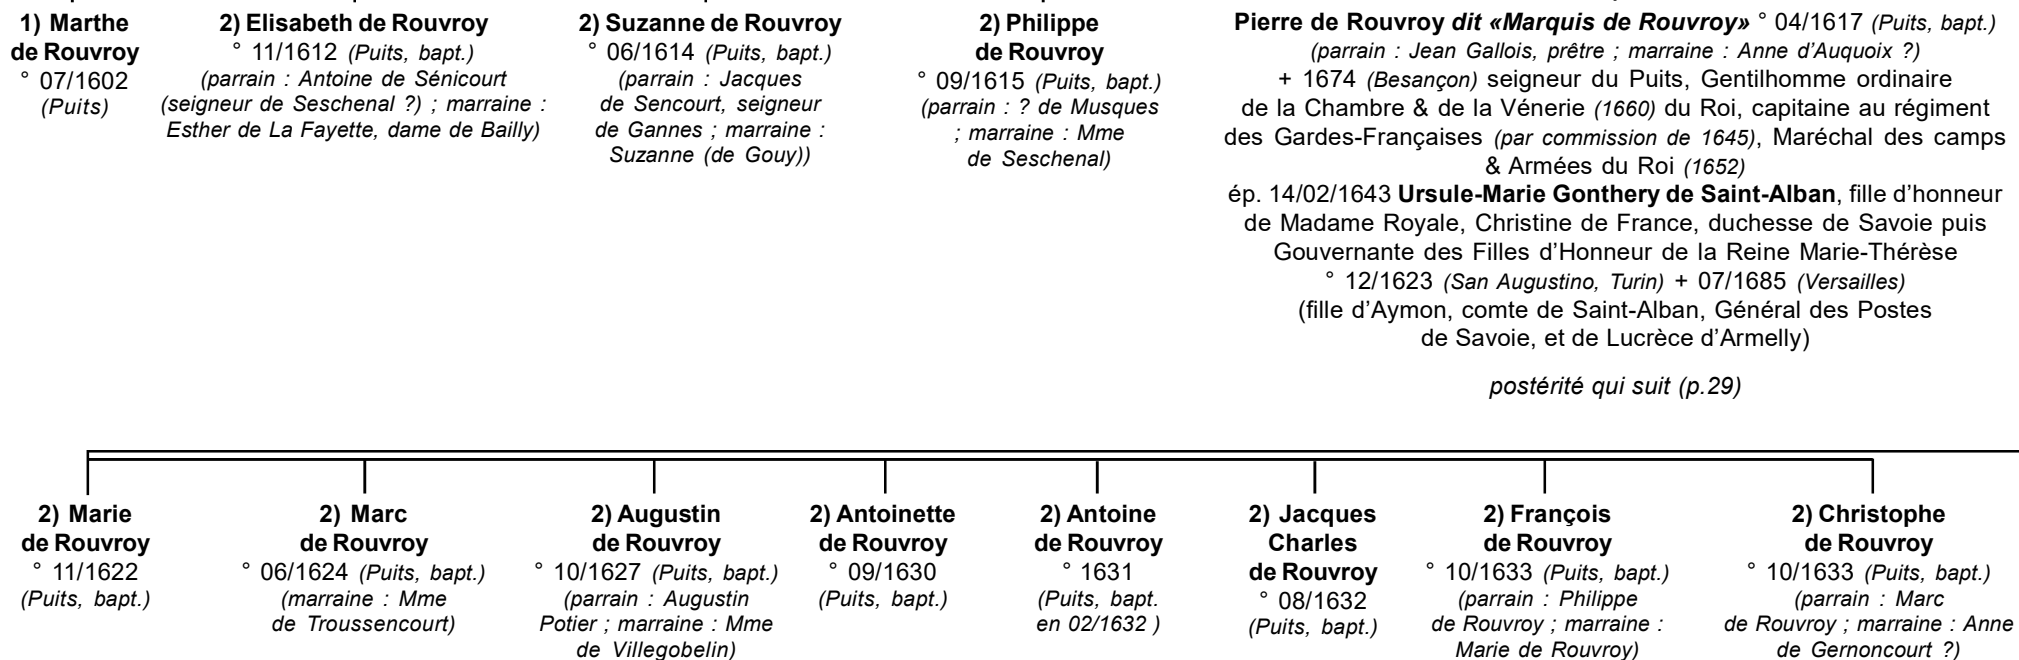 1) Marthe
de Rouvroy
° 07/1602
(Puits)
2) Elisabeth de Rouvroy
° 11/1612 (Puits, bapt.)
(parrain : Antoine de Sénicourt
(seigneur de Seschenal ?) ; marraine :
Esther de La Fayette, dame de Bailly)
2) Suzanne de Rouvroy
° 06/1614 (Puits, bapt.)
(parrain : Jacques
de Sencourt, seigneur
de Gannes ; marraine :
Suzanne (de Gouy))
2) Philippe
de Rouvroy
° 09/1615 (Puits, bapt.)
(parrain : ? de Musques
; marraine : Mme
de Seschenal)
Pierre de Rouvroy dit «Marquis de Rouvroy» ° 04/1617 (Puits, bapt.)
(parrain : Jean Gallois, prêtre ; marraine : Anne d'Auquoix ?)
+ 1674 (Besançon) seigneur du Puits, Gentilhomme ordinaire
de la Chambre & de la Vénerie (1660) du Roi, capitaine au régiment
des Gardes-Françaises (par commission de 1645), Maréchal des camps
& Armées du Roi (1652)
ép. 14/02/1643 Ursule-Marie Gonthery de Saint-Alban, fille d'honneur
de Madame Royale, Christine de France, duchesse de Savoie puis
Gouvernante des Filles d'Honneur de la Reine Marie-Thérèse
° 12/1623 (San Augustino, Turin) + 07/1685 (Versailles)
(fille d'Aymon, comte de Saint-Alban, Général des Postes
de Savoie, et de Lucrèce d'Armelly)
postérité qui suit (p.29)
2) Marie
de Rouvroy
° 11/1622
(Puits, bapt.)
2) Marc
de Rouvroy
° 06/1624 (Puits, bapt.)
(marraine : Mme
de Troussencourt)
2) Augustin
de Rouvroy
° 10/1627 (Puits, bapt.)
(parrain : Augustin
Potier ; marraine : Mme
de Villegobelin)
2) Antoinette
de Rouvroy
° 09/1630
(Puits, bapt.)
2) Antoine
de Rouvroy
° 1631
(Puits, bapt.
en 02/1632 )
2) Jacques
Charles
de Rouvroy
° 08/1632
(Puits, bapt.)
2) François
de Rouvroy
° 10/1633 (Puits, bapt.)
(parrain : Philippe
de Rouvroy ; marraine :
Marie de Rouvroy)
2) Christophe
de Rouvroy
° 10/1633 (Puits, bapt.)
(parrain : Marc
de Rouvroy ; marraine : Anne
de Gernoncourt ?)